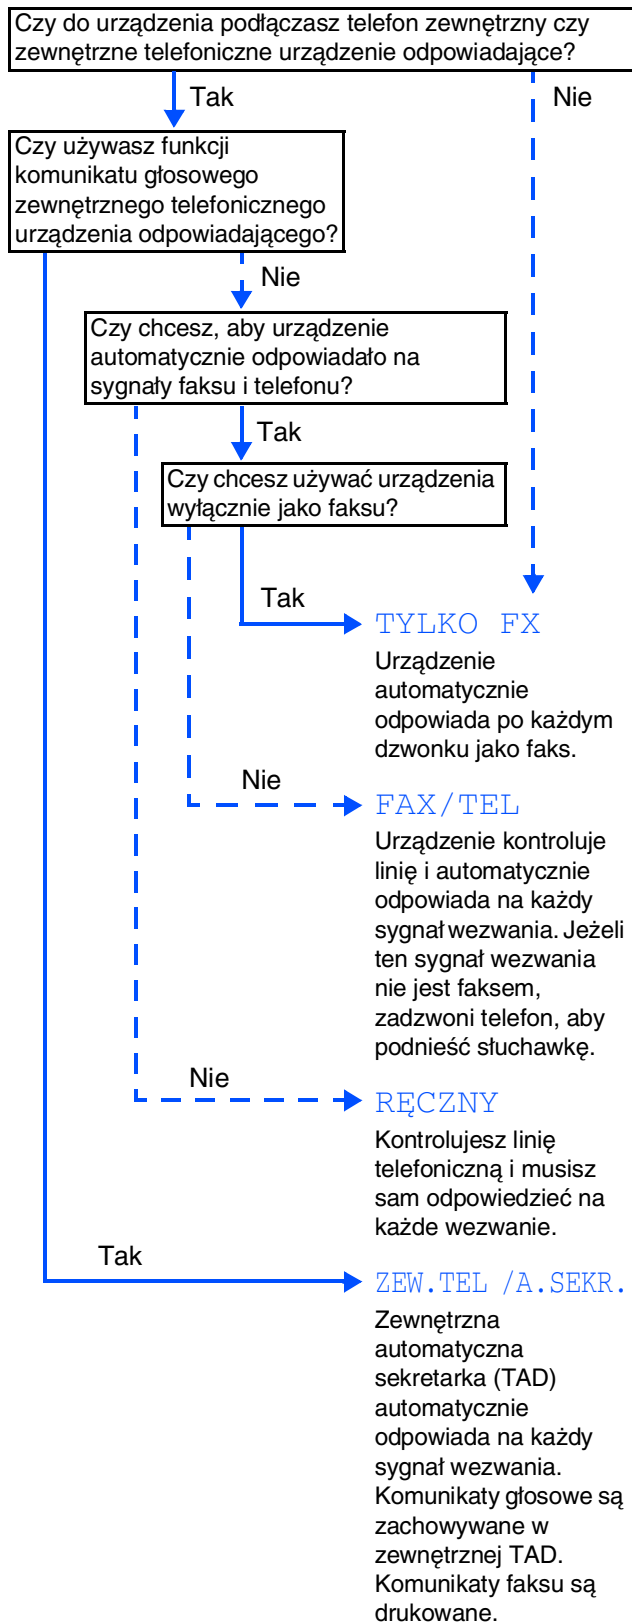 Czy do urządzenia podłączasz telefon zewnętrzny czy
zewnętrzne telefoniczne urządzenie odpowiadające?
Tak
Nie
Czy używasz funkcji
komunikatu głosowego
zewnętrznego telefonicznego
urządzenia odpowiadającego?
Nie
Czy chcesz, aby urządzenie
automatycznie odpowiadało na
sygnały faksu i telefonu?
Tak
Czy chcesz używać urządzenia
wyłącznie jako faksu?
Tak
TYLKO FX
Urządzenie
automatycznie
odpowiada po każdym
dzwonku jako faks.
Nie
FAX/TEL
Urządzenie kontroluje
linię i automatycznie
odpowiada na każdy
sygnał wezwania. Jeżeli
ten sygnał wezwania
nie jest faksem,
zadzwoni telefon, aby
podnieść słuchawkę.
Nie
RĘCZNY
Kontrolujesz linię
telefoniczną i musisz
sam odpowiedzieć na
każde wezwanie.
Tak
ZEW.TEL /A.SEKR.
Zewnętrzna
automatyczna
sekretarka (TAD)
automatycznie
odpowiada na każdy
sygnał wezwania.
Komunikaty głosowe są
zachowywane w
zewnętrznej TAD.
Komunikaty faksu są
drukowane.